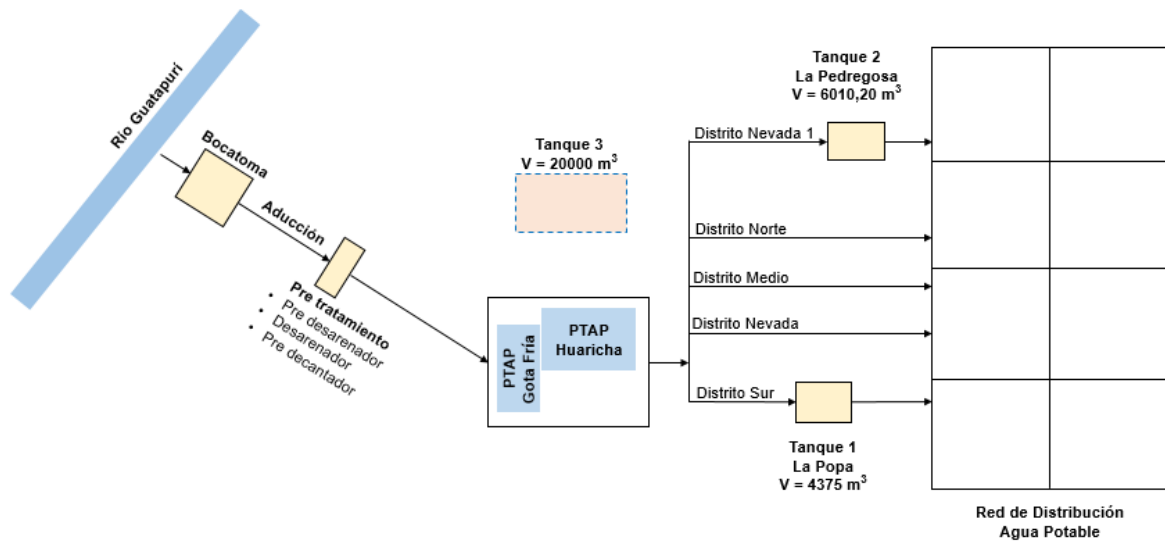 Río Guatapurí
Bocatoma
Aducción
Pre tratamiento
• Pre desarenador
• Desarenador
• Pre decantador
Tanque 3
V = 20000 m³
PTAP
Gota Fría
PTAP
Huaricha
Distrito Nevada 1
Distrito Norte
Distrito Medio
Distrito Nevada
Distrito Sur
Tanque 2
La Pedregosa
V = 6010,20 m³
Tanque 1
La Popa
V = 4375 m³
Red de Distribución
Agua Potable